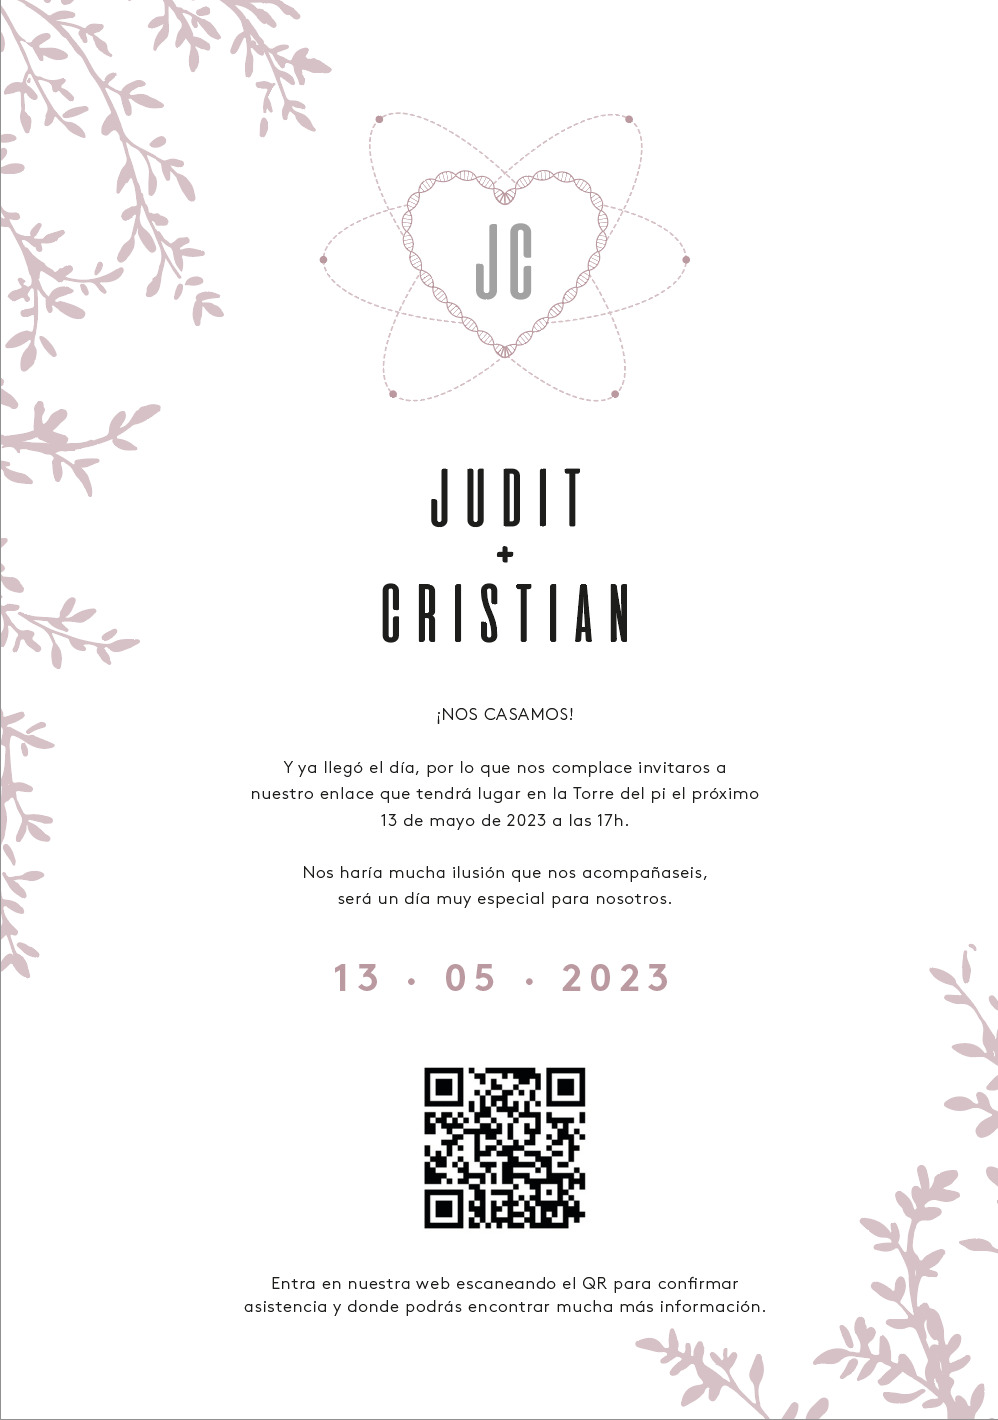 JC
JUDIT
+
CRISTIAN
¡NOS CASAMOS!
Y ya llegó el día, por lo que nos complace invitaros a
nuestro enlace que tendrá lugar en la Torre del pi el próximo
13 de mayo de 2023 a las 17h.
Nos haría mucha ilusión que nos acompañaseis,
será un día muy especial para nosotros.
13 · 05 · 2023
Entra en nuestra web escaneando el QR para confirmar
asistencia y donde podrás encontrar mucha más información.